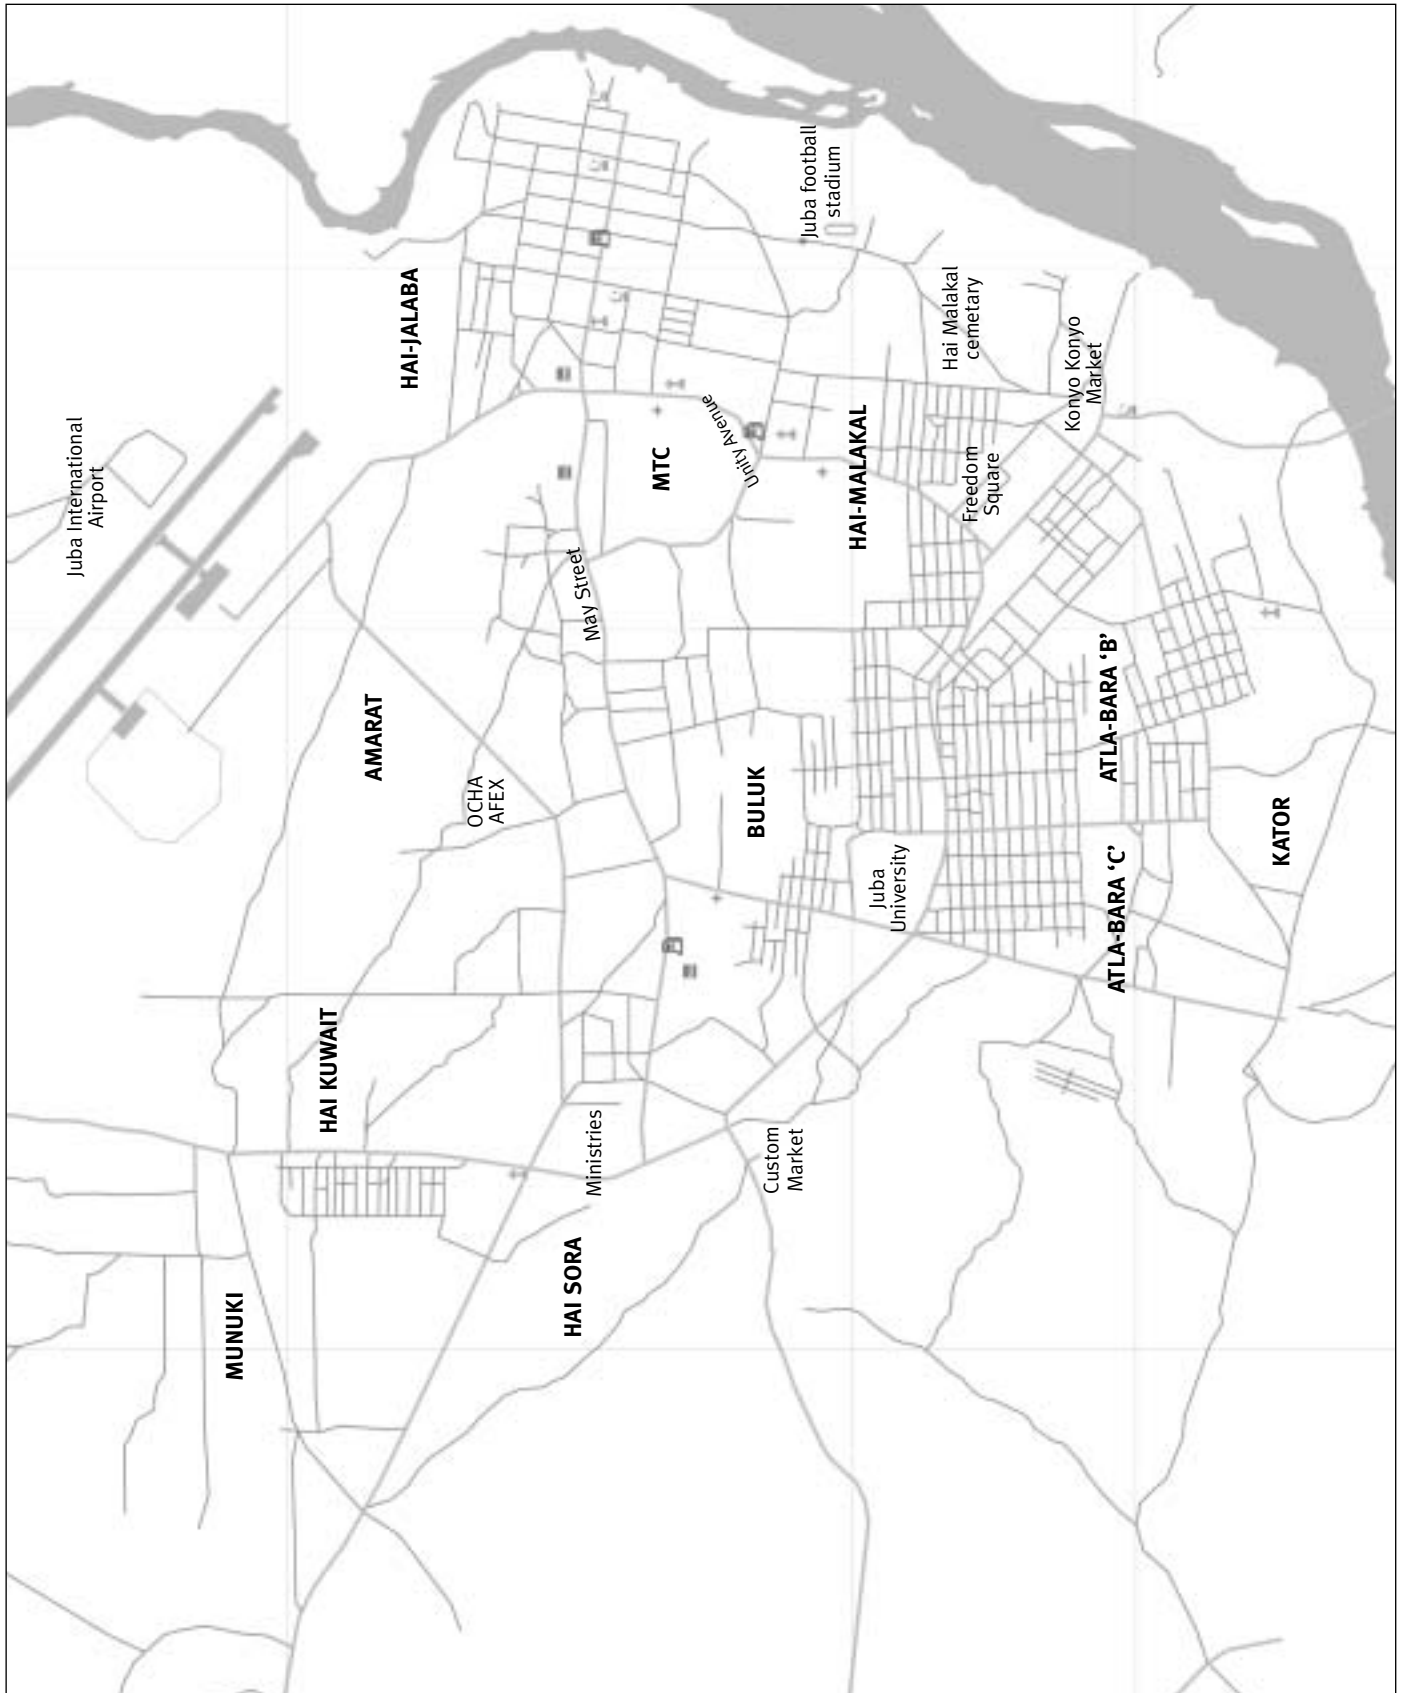 Juba International
Airport
HAI-JALABA
Juba football
stadium
Hai Malakal
cemetary
Konyo Konyo
Market
MTC
Unity Avenue
HAI-MALAKAL
Freedom
Square
May Street
AMARAT
OCHA
AFEX
BULUK
ATLA-BARA ‘B’
KATOR
Juba
University
ATLA-BARA ‘C’
HAI KUWAIT
Ministries
Custom
Market
HAI SORA
MUNUKI